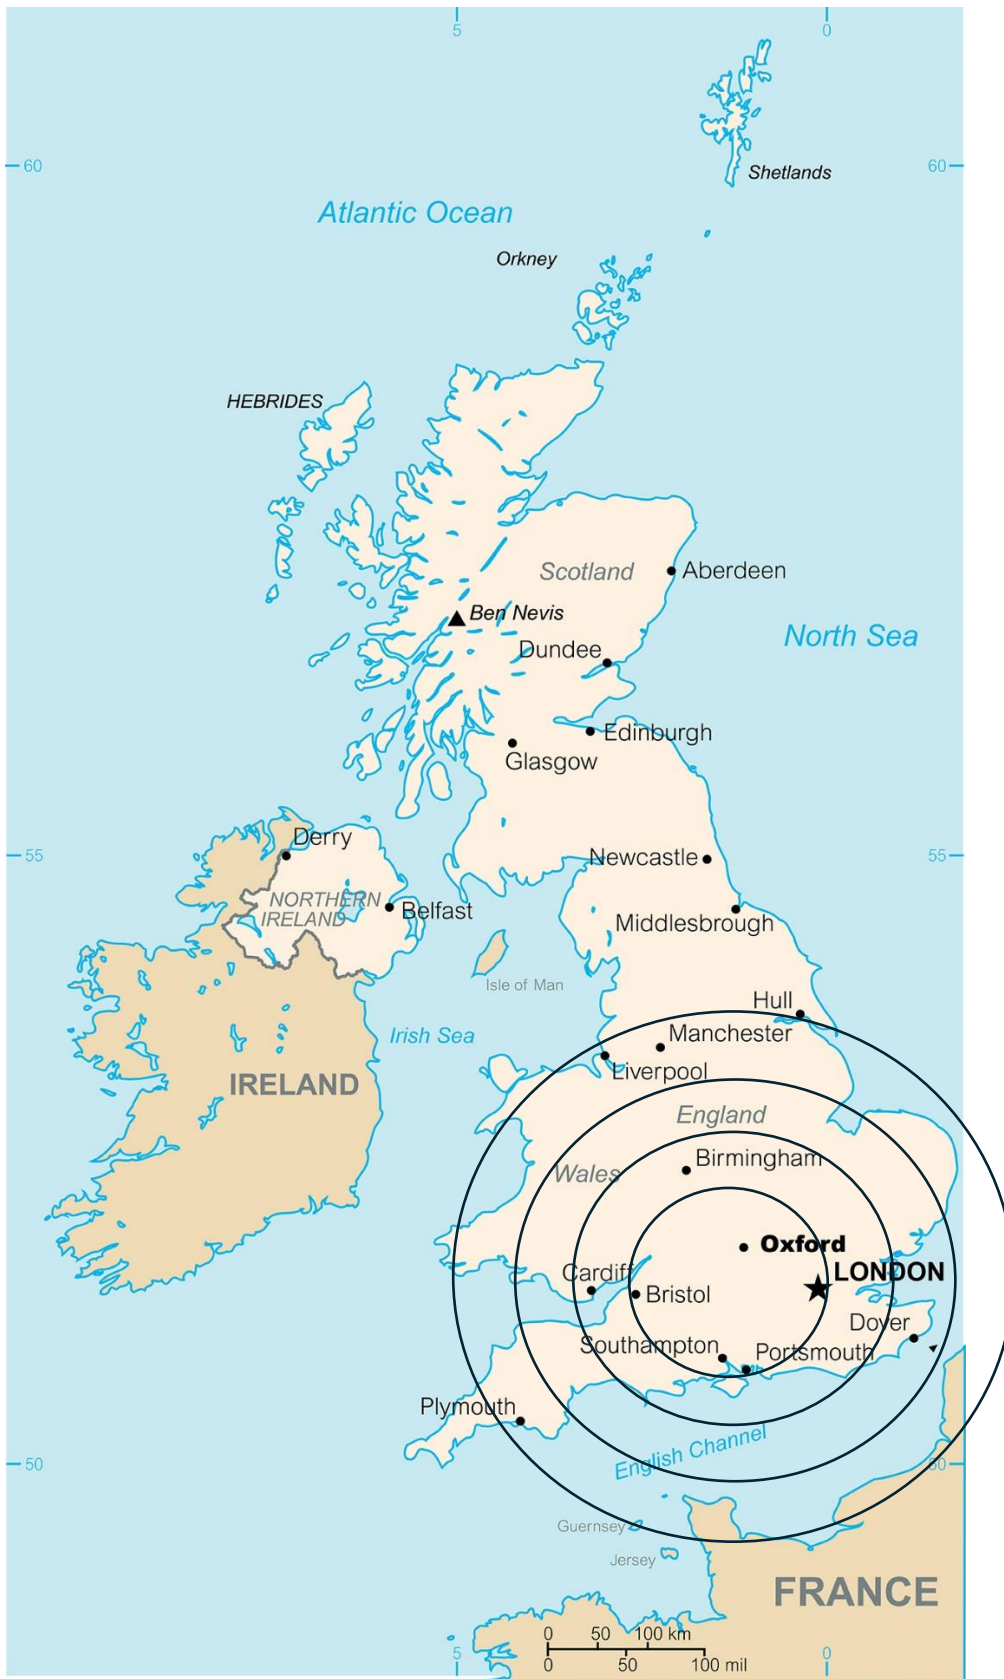 5 0
60 60
Shetlands
Atlantic Ocean
Orkney
HEBRIDES
Scotland
Aberdeen
Ben Nevis
North Sea
Dundee
Edinburgh
Glasgow
Derry
55 55
Newcastle
NORTHERN
IRELAND
Belfast
Middlesbrough
Isle of Man
Hull
Irish Sea
Manchester
Liverpool
IRELAND
England
Birmingham
Wales
Oxford
Cardiff
LONDON
Bristol
Dover
Southampton
Portsmouth
Plymouth
English Channel
50 50
Guernsey
Jersey
FRANCE
0 50 100 km
5 0
0 50 100 mil